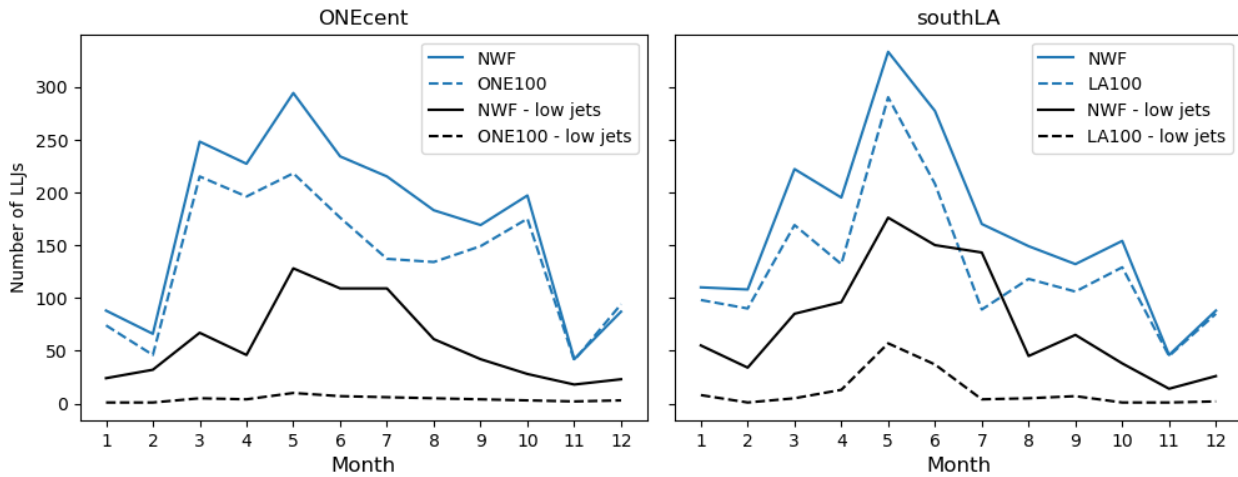 ONEcent
southLA
Number of LLJs
300
250
200
150
100
50
0
NWF
ONE100
NWF - low jets
ONE100 - low jets
1 2 3 4 5 6 7 8 9 10 11 12
Month
NWF
LA100
NWF - low jets
LA100 - low jets
1 2 3 4 5 6 7 8 9 10 11 12
Month